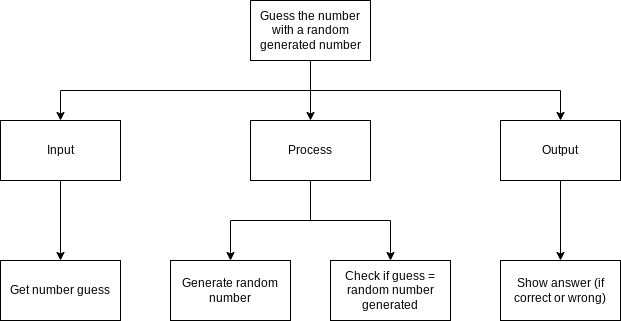 Guess the number
with a random
generated number
Input
Process
Output
Get number guess
Generate random
number
Check if guess =
random number
generated
Show answer (if
correct or wrong)